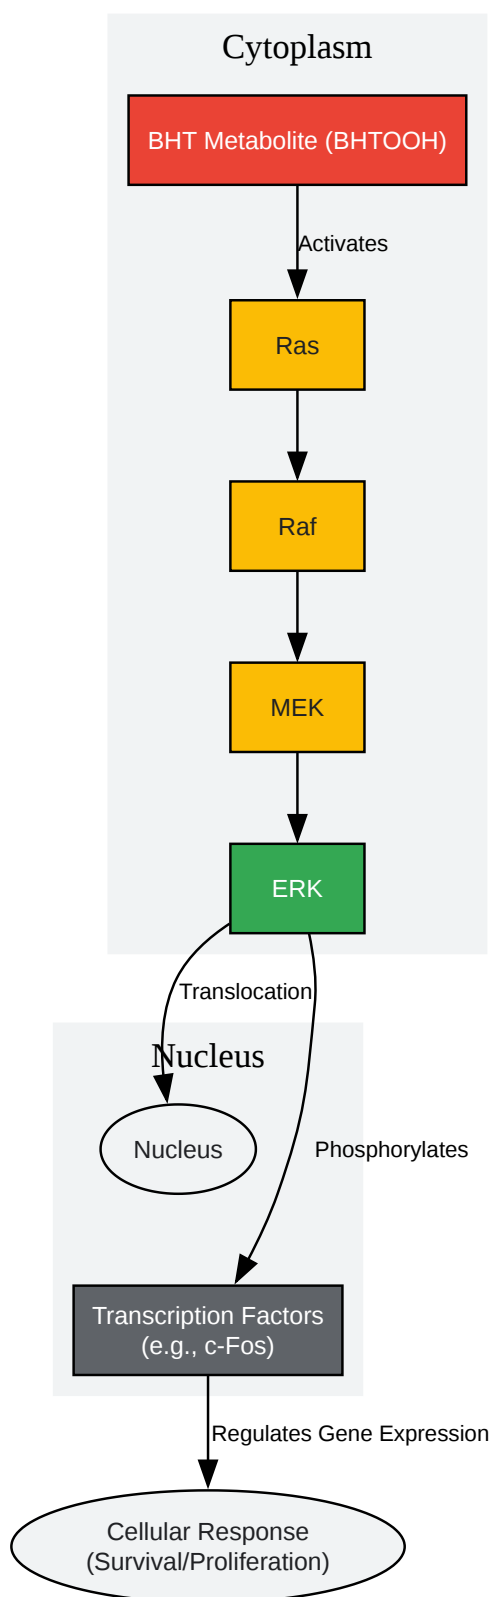 Cytoplasm
BHT Metabolite (BHTOOH)
Activates
Ras
Raf
MEK
ERK
Translocation
Nucleus
Nucleus
Phosphorylates
Transcription Factors
(e.g., c-Fos)
Regulates Gene Expression
Cellular Response
(Survival/Proliferation)